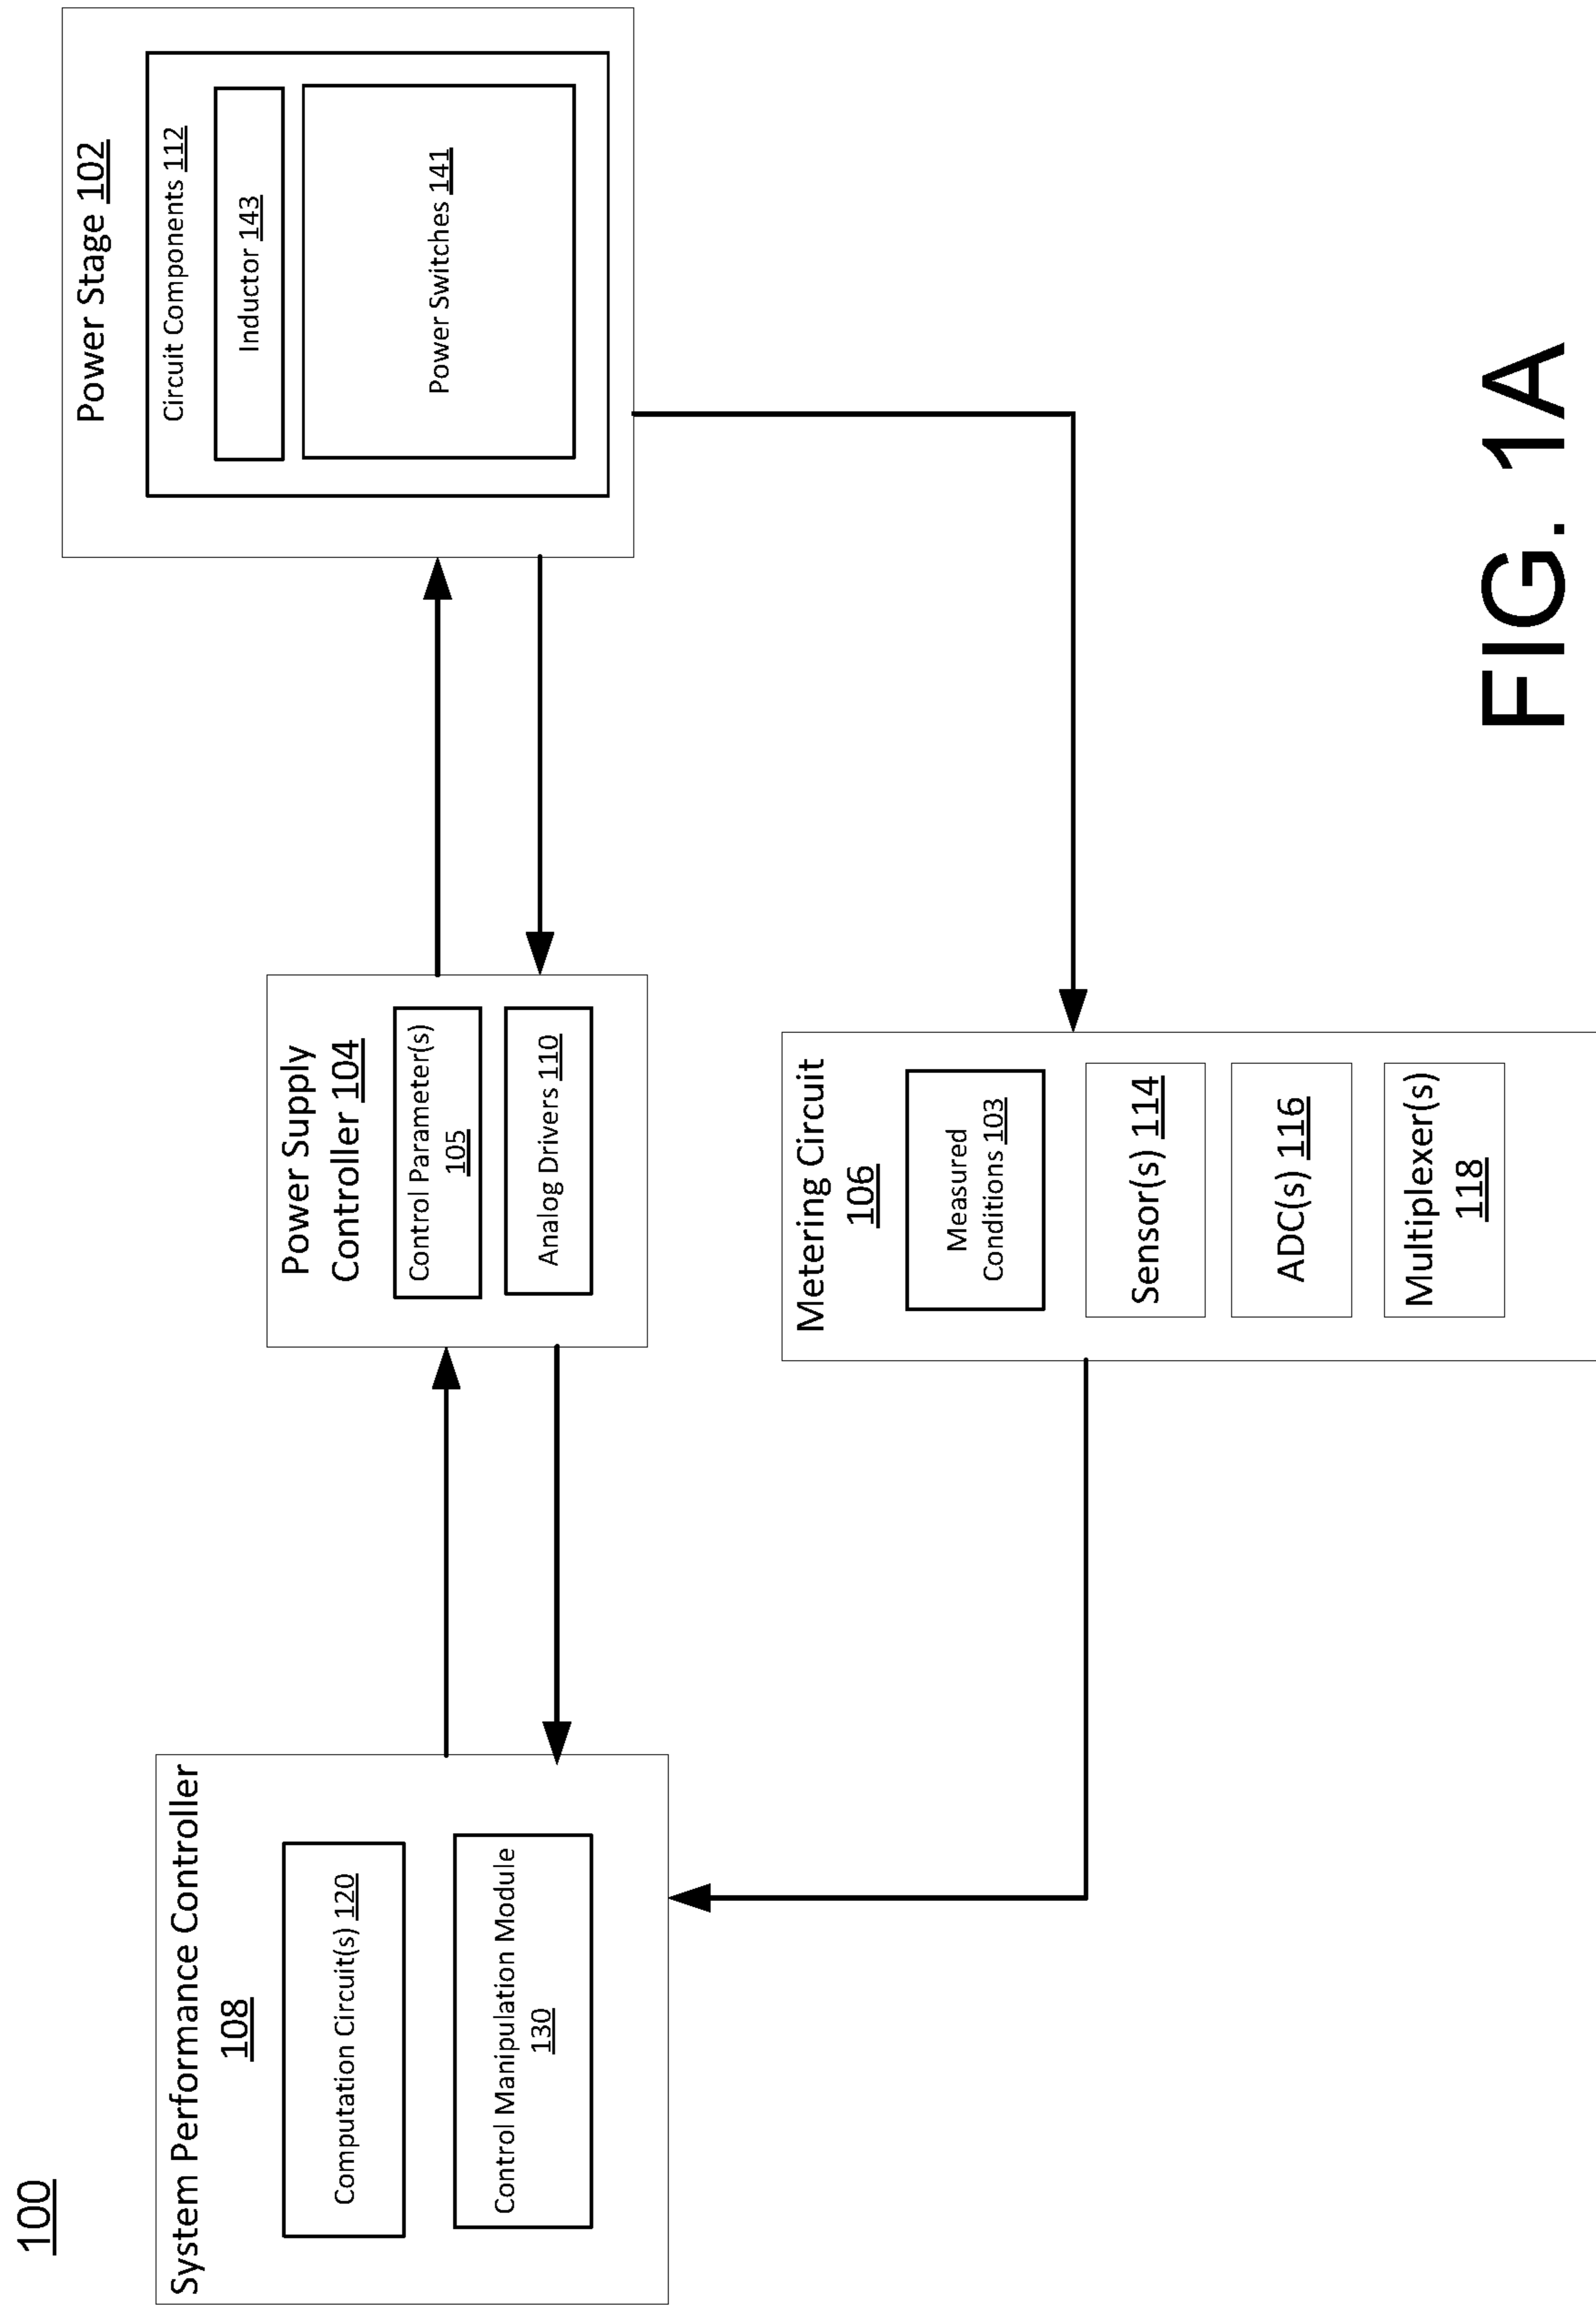 100
System Performance Controller
108
Computation Circuit(s) 120
Control Manipulation Module
130
Power Supply
Controller 104
Control Parameter(s)
105
Analog Drivers 110
Power Stage 102
Circuit Components 112
Inductor 143
Power Switches 141
Metering Circuit
106
Measured
Conditions 103
Sensor(s) 114
ADC(s) 116
Multiplexer(s)
118
FIG. 1A